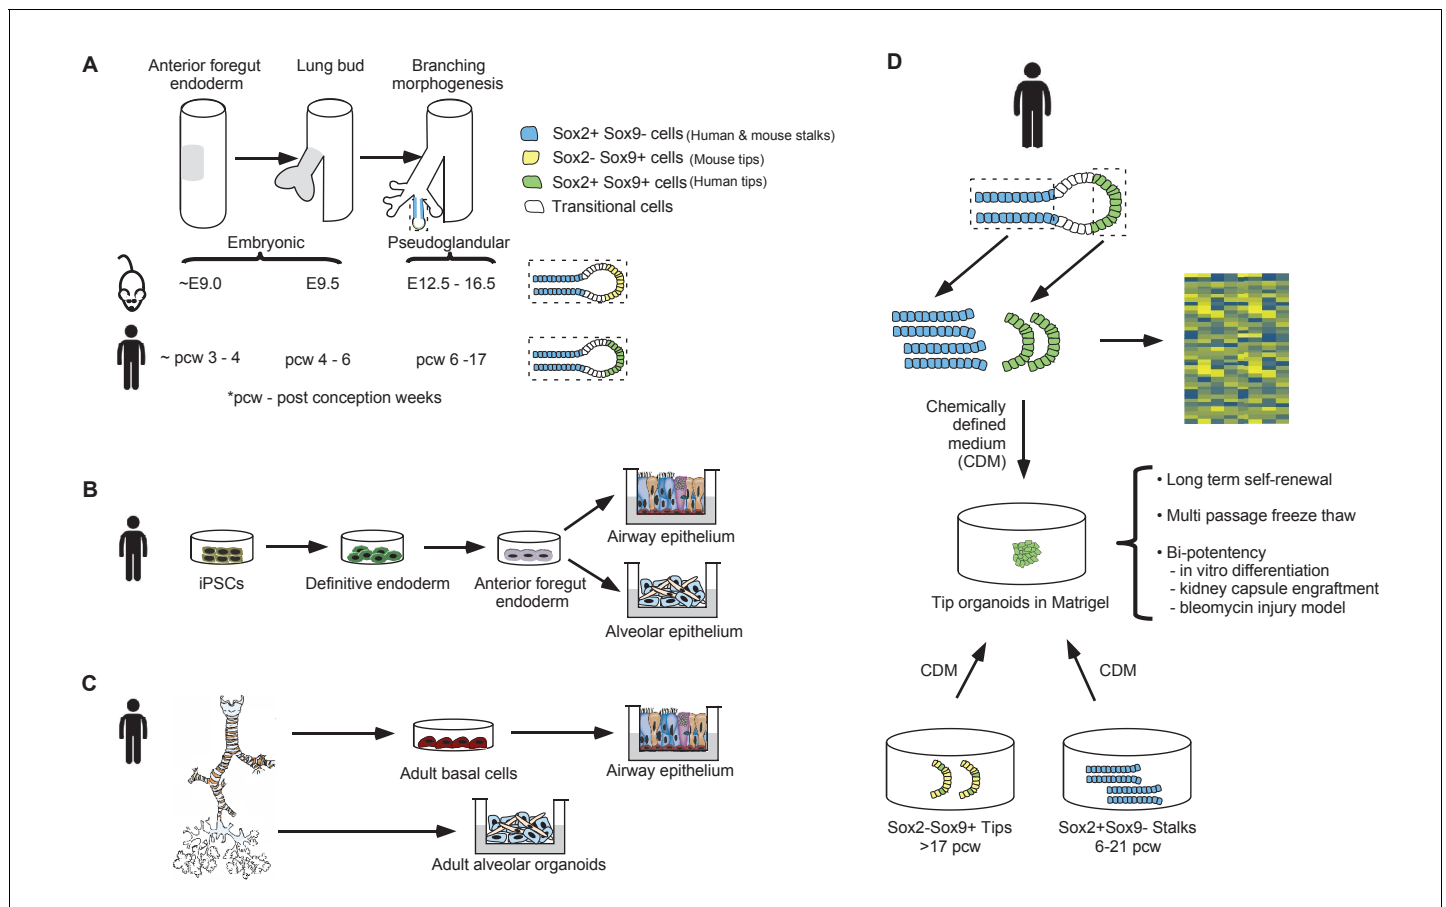 A
Anterior foregut
endoderm
Lung bud
Branching
morphogenesis
Sox2+ Sox9- cells (Human & mouse stalks)
Sox2- Sox9+ cells (Mouse tips)
Sox2+ Sox9+ cells (Human tips)
Transitional cells
Embryonic
Pseudoglandular
~E9.0
E9.5
E12.5 - 16.5
~ pcw 3 - 4
pcw 4 - 6
pcw 6 -17
*pcw - post conception weeks
B
iPSCs
Definitive endoderm
Anterior foregut
endoderm
Airway epithelium
Alveolar epithelium
C
Adult basal cells
Airway epithelium
Adult alveolar organoids
D
Chemically
defined
medium
(CDM)
Tip organoids in Matrigel
• Long term self-renewal
• Multi passage freeze thaw
• Bi-potentency
- in vitro differentiation
- kidney capsule engraftment
- bleomycin injury model
CDM
CDM
Sox2-Sox9+ Tips
>17 pcw
Sox2+Sox9- Stalks
6-21 pcw